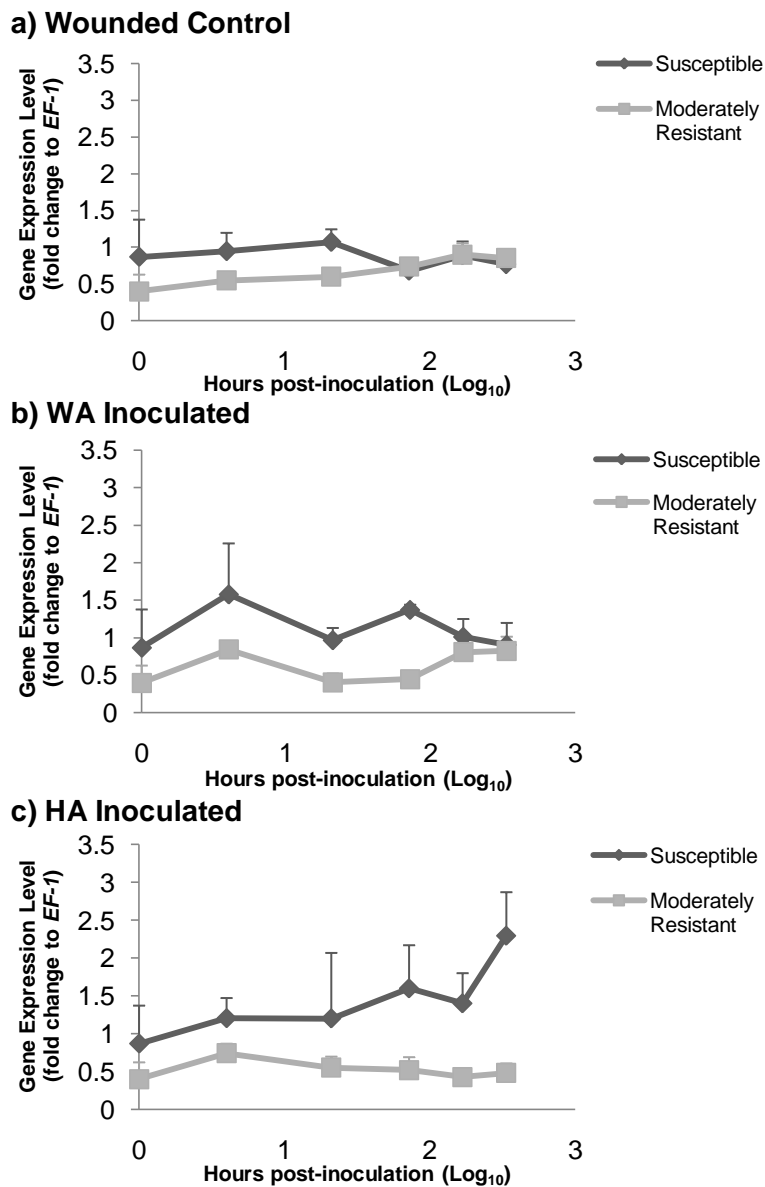 a) Wounded Control
Gene Expression Level
(fold change to EF-1)
3.5
3
2.5
2
1.5
1
0.5
0
0 1 2 3
Hours post-inoculation (Log10)
Susceptible
Moderately
Resistant
b) WA Inoculated
Gene Expression Level
(fold change to EF-1)
3.5
3
2.5
2
1.5
1
0.5
0
0 1 2 3
Hours post-inoculation (Log10)
Susceptible
Moderately
Resistant
c) HA Inoculated
Gene Expression Level
(fold change to EF-1)
3.5
3
2.5
2
1.5
1
0.5
0
0 1 2 3
Hours post-inoculation (Log10)
Susceptible
Moderately
Resistant